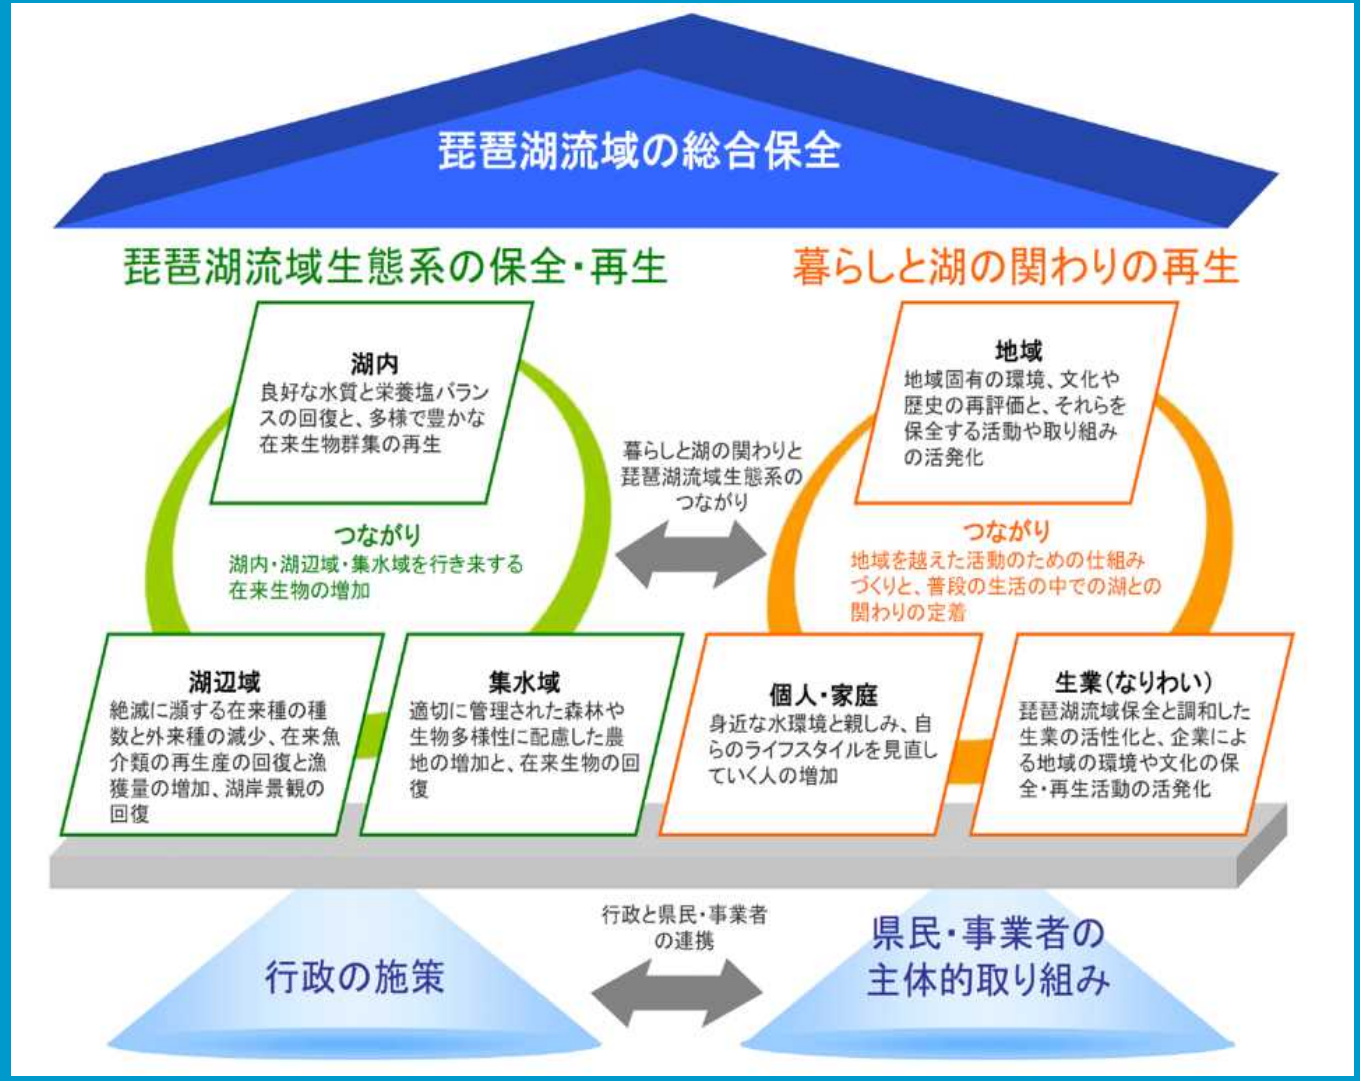 琵琶湖流域の総合保全
琵琶湖流域生態系の保全・再生
湖内
良好な水質と栄養塩バラン
スの回復と、多様で豊かな
在来生物群集の再生
つながり
湖内・湖辺域・集水域を行き来する
在来生物の増加
湖辺域
絶滅に瀕する在来種の種
数と外来種の減少、在来魚
介類の再生産の回復と漁
獲量の増加、湖岸景観の
回復
集水域
適切に管理された森林や
生物多様性に配慮した農
地の増加と、在来生物の回
復
暮らしと湖の関わりと
琵琶湖流域生態系の
つながり
暮らしと湖の関わりの再生
地域
地域固有の環境、文化や
歴史の再評価と、それらを
保全する活動や取り組み
の活発化
つながり
地域を越えた活動のための仕組み
づくりと、普段の生活の中での湖との
関わりの定着
個人・家庭
身近な水環境と親しみ、自
らのライフスタイルを見直し
ていく人の増加
生業(なりわい)
琵琶湖流域保全と調和した
生業の活性化と、企業によ
る地域の環境や文化の保
全・再生活動の活発化
行政の施策
行政と県民・事業者
の連携
県民・事業者の
主体的取り組み